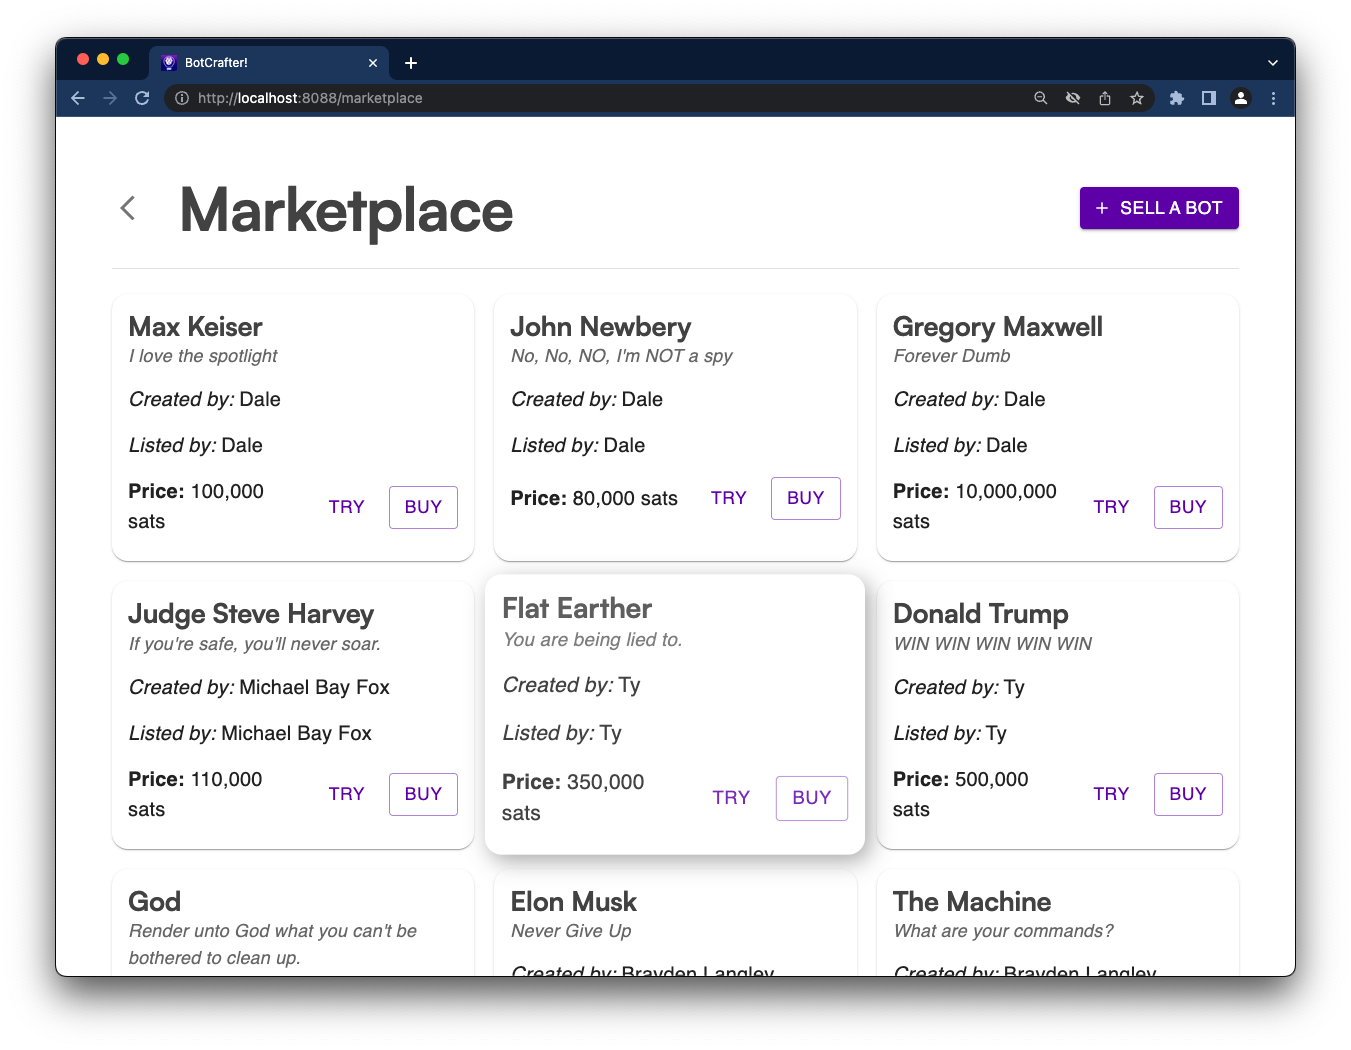 BotCrafter!
http://localhost:8088/marketplace
Marketplace
+ SELL A BOT
Max Keiser
I love the spotlight
Created by: Dale
Listed by: Dale
Price: 100,000
sats
TRY
BUY
John Newbery
No, No, NO, I'm NOT a spy
Created by: Dale
Listed by: Dale
Price: 80,000 sats
TRY
BUY
Gregory Maxwell
Forever Dumb
Created by: Dale
Listed by: Dale
Price: 10,000,000
sats
TRY
BUY
Judge Steve Harvey
If you're safe, you'll never soar.
Created by: Michael Bay Fox
Listed by: Michael Bay Fox
Price: 110,000
sats
TRY
BUY
Flat Earther
You are being lied to.
Created by: Ty
Listed by: Ty
Price: 350,000
sats
TRY
BUY
Donald Trump
WIN WIN WIN WIN WIN
Created by: Ty
Listed by: Ty
Price: 500,000
sats
TRY
BUY
God
Render unto God what you can't be
bothered to clean up.
Elon Musk
Never Give Up
Created by: Brayden Langley
The Machine
What are your commands?
Created by: Brayden Langley